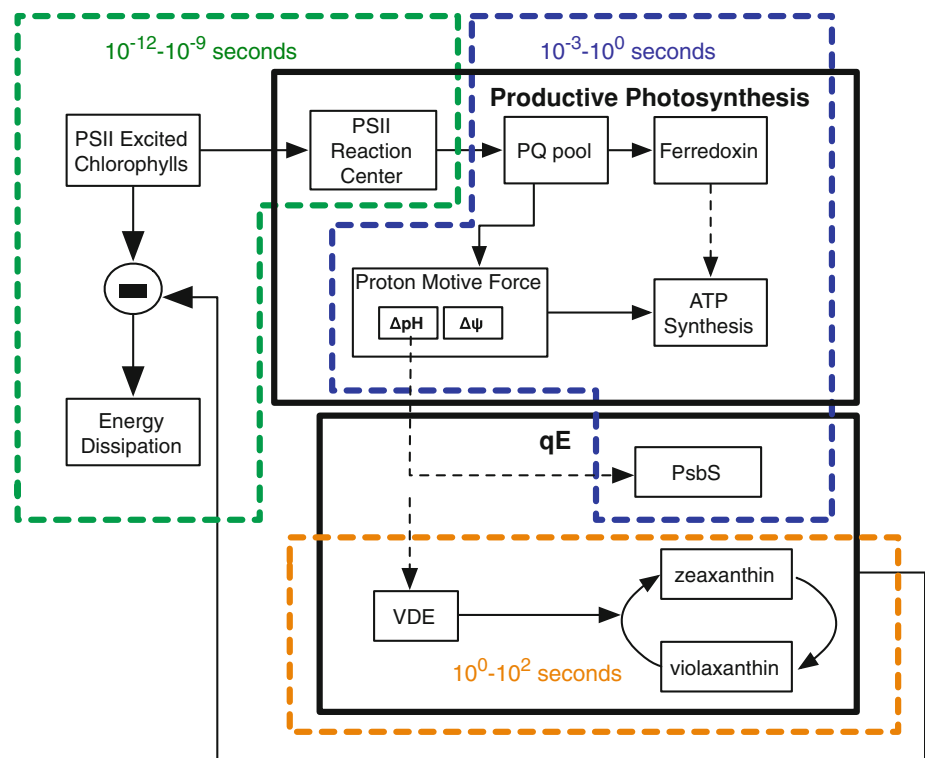 10⁻¹²-10⁻⁹ seconds
10⁻³-10⁰ seconds
Productive Photosynthesis
PSII Excited
Chlorophylls
PSII
Reaction
Center
PQ pool
Ferredoxin
Proton Motive Force
ΔpH
Δψ
ATP
Synthesis
Energy
Dissipation
qE
PsbS
zeaxanthin
VDE
violaxanthin
10⁰-10² seconds